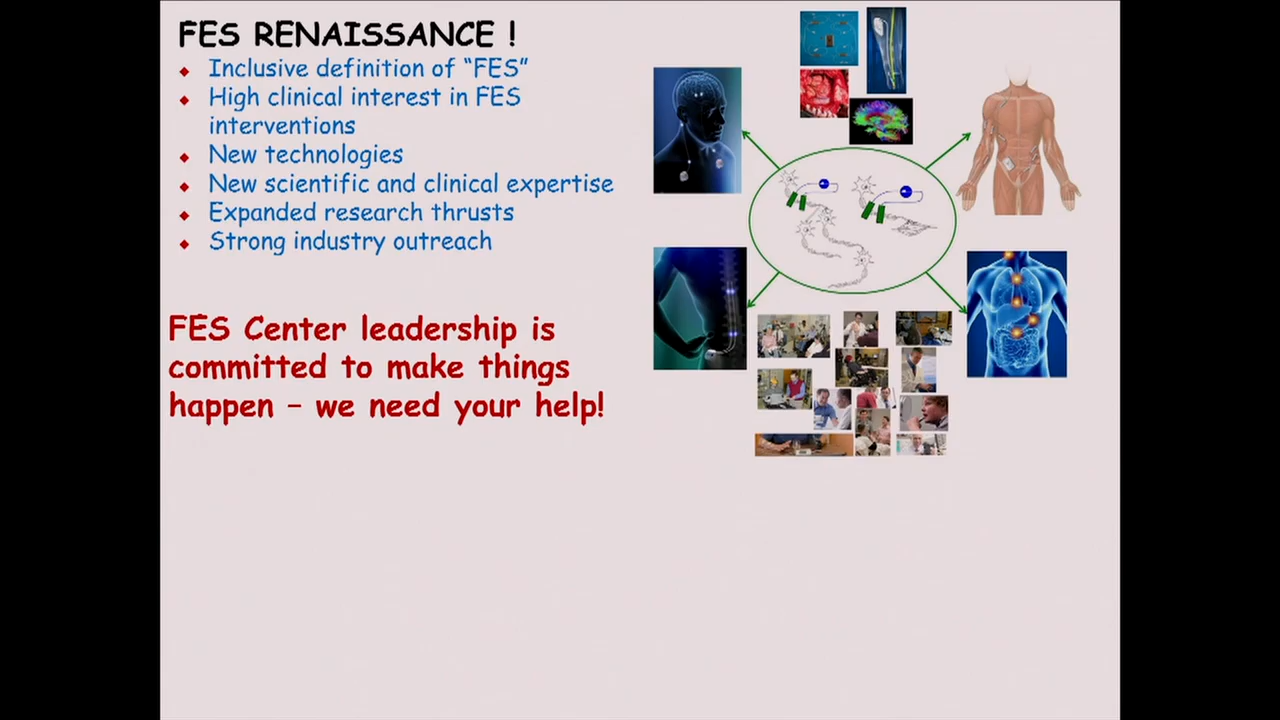 FES RENAISSANCE !
Inclusive definition of “FES”
High clinical interest in FES
interventions
New technologies
New scientific and clinical expertise
Expanded research thrusts
Strong industry outreach
FES Center leadership is
committed to make things
happen – we need your help!